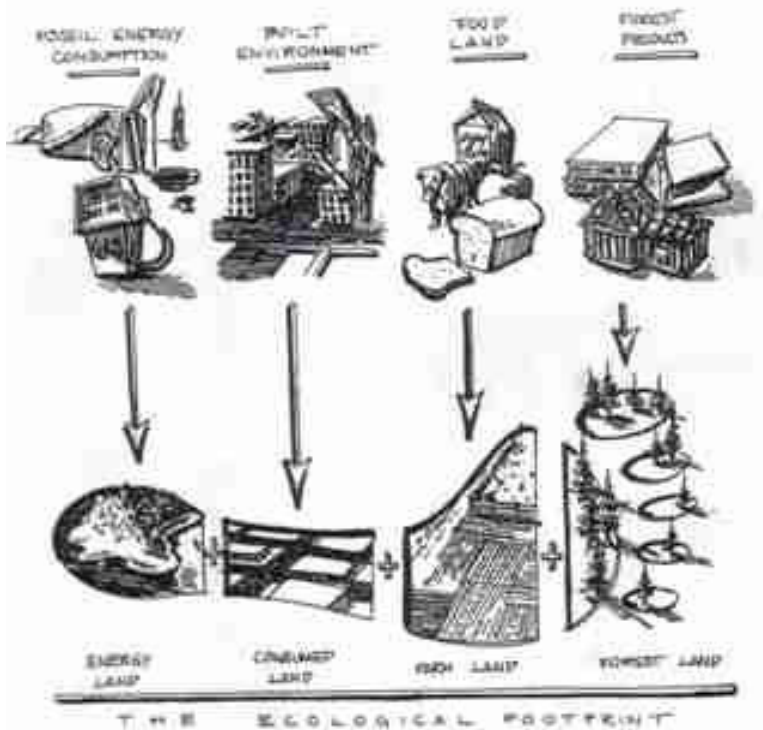 FOSSIL ENERGY
CONSUMPTION
BUILT
ENVIRONMENT
FOOD
LAND
FOREST
PRODUCTS
ENERGY
LAND
CONSUMED
LAND
FARM LAND
FOREST LAND
THE ECOLOGICAL FOOTPRINT